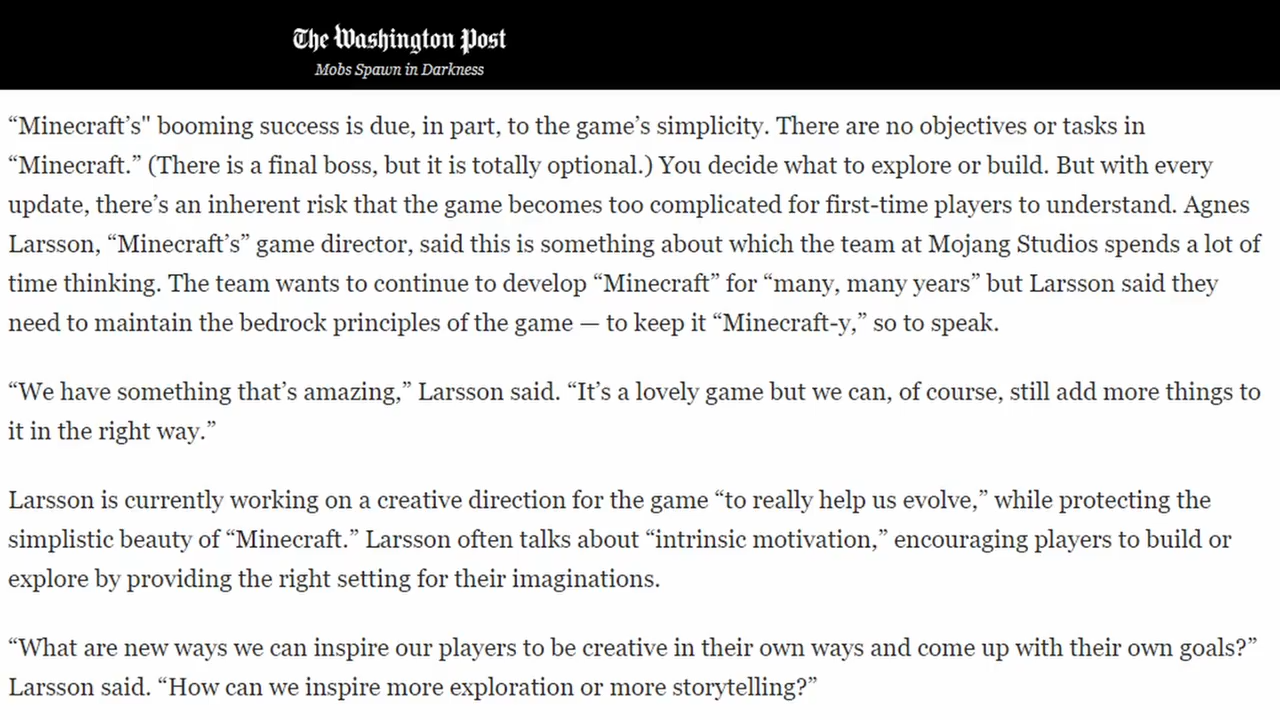 The Washington Post
Mobs Spawn in Darkness
“Minecraft’s" booming success is due, in part, to the game’s simplicity. There are no objectives or tasks in
“Minecraft.” (There is a final boss, but it is totally optional.) You decide what to explore or build. But with every
update, there’s an inherent risk that the game becomes too complicated for first-time players to understand. Agnes
Larsson, “Minecraft’s” game director, said this is something about which the team at Mojang Studios spends a lot of
time thinking. The team wants to continue to develop “Minecraft” for “many, many years” but Larsson said they
need to maintain the bedrock principles of the game — to keep it “Minecraft-y,” so to speak.
“We have something that’s amazing,” Larsson said. “It’s a lovely game but we can, of course, still add more things to
it in the right way.”
Larsson is currently working on a creative direction for the game “to really help us evolve,” while protecting the
simplistic beauty of “Minecraft.” Larsson often talks about “intrinsic motivation,” encouraging players to build or
explore by providing the right setting for their imaginations.
“What are new ways we can inspire our players to be creative in their own ways and come up with their own goals?”
Larsson said. “How can we inspire more exploration or more storytelling?”